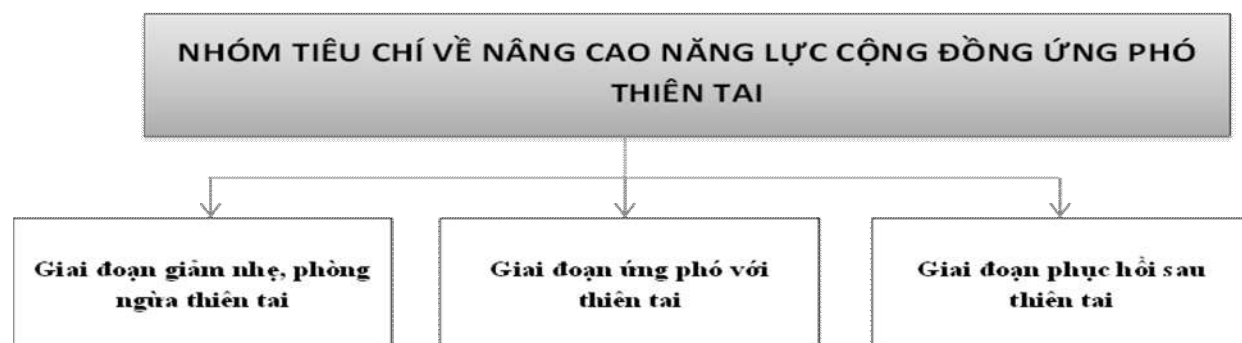 NHÓM TIÊU CHÍ VỀ NÂNG CAO NĂNG LỰC CỘNG ĐỒNG ỨNG PHÓ
THIÊN TAI
Giai đoạn giảm nhẹ, phòng
ngừa thiên tai
Giai đoạn ứng phó với
thiên tai
Giai đoạn phục hồi sau
thiên tai